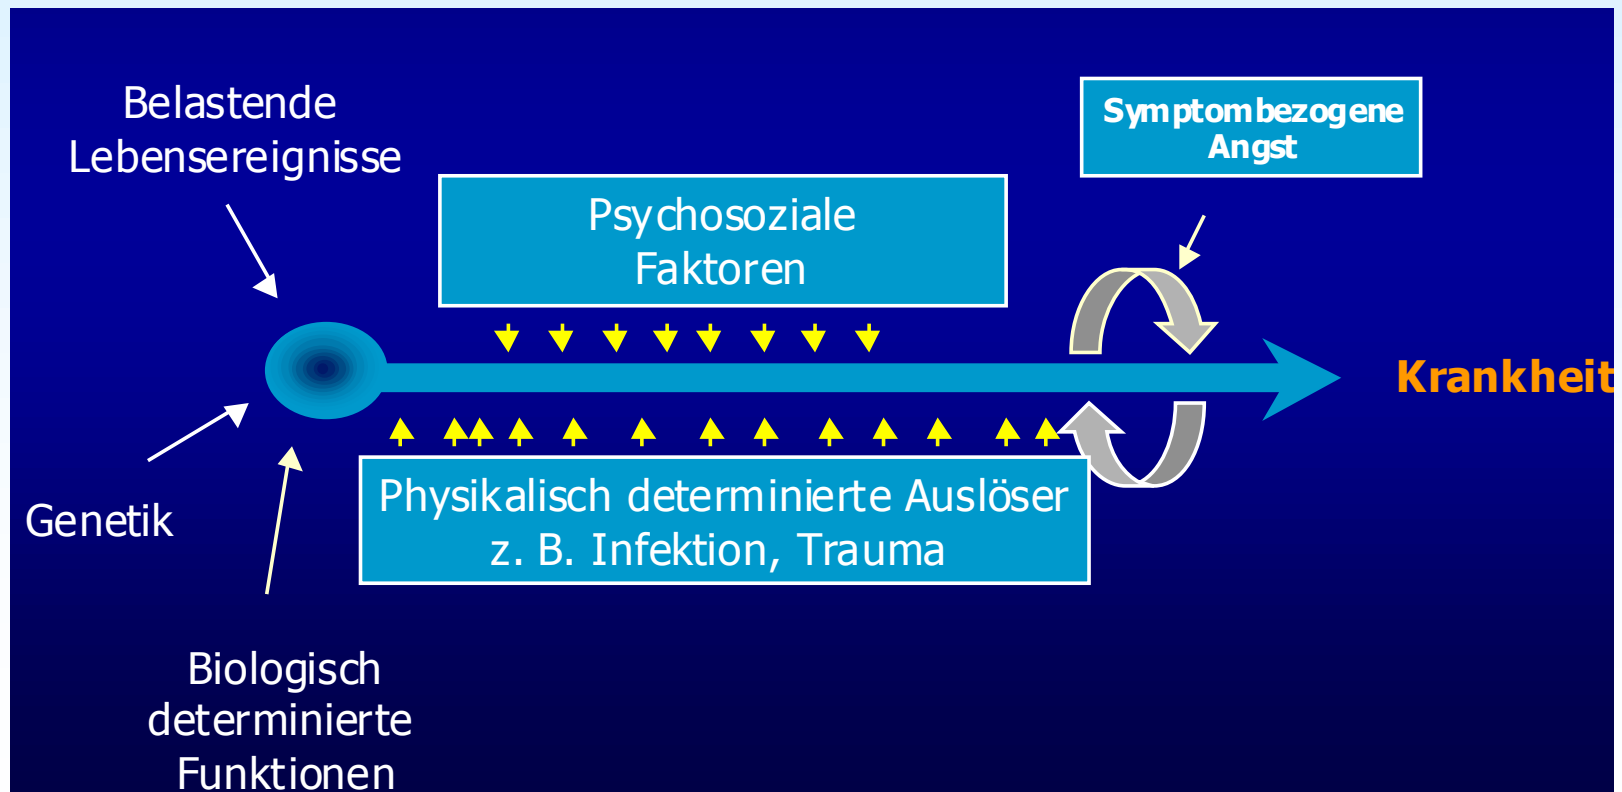 Belastende
Lebensereignisse
Symptombezogene
Angst
Psychosoziale
Faktoren
Krankheit
Physikalisch determinierte Auslöser
z. B. Infektion, Trauma
Genetik
Biologisch
determinierte
Funktionen